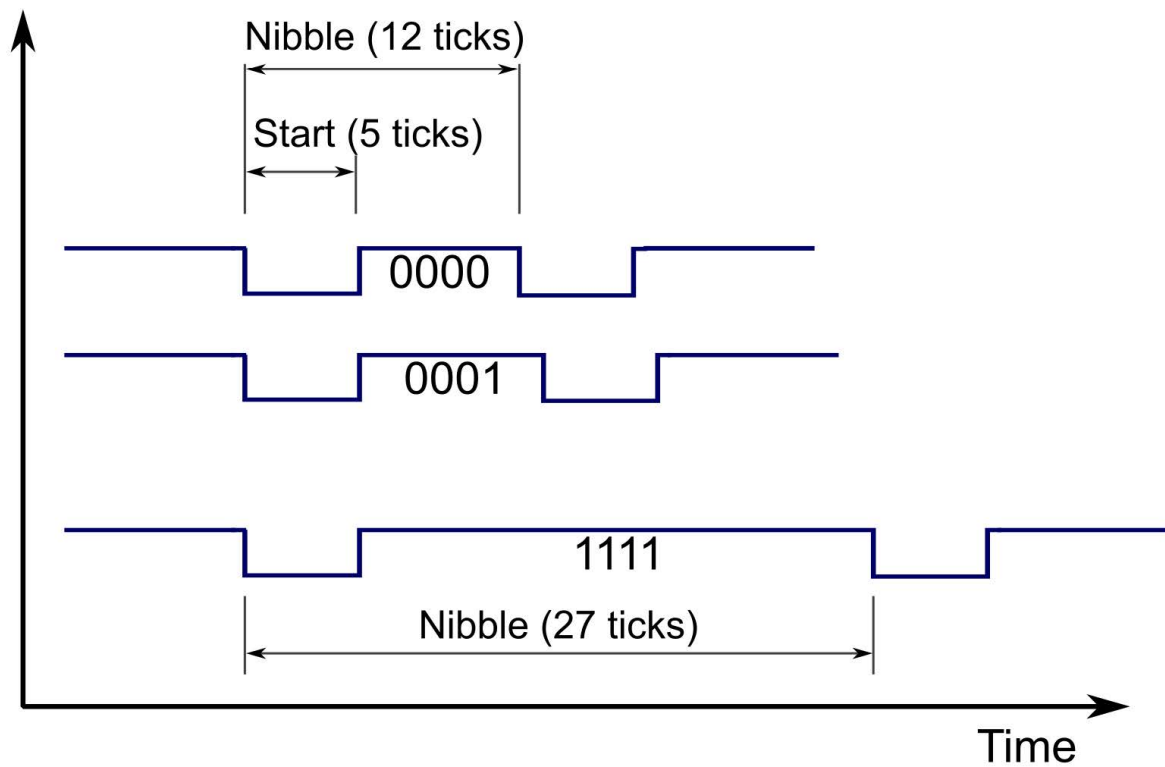 Nibble (12 ticks)
Start (5 ticks)
0000
0001
1111
Nibble (27 ticks)
Time